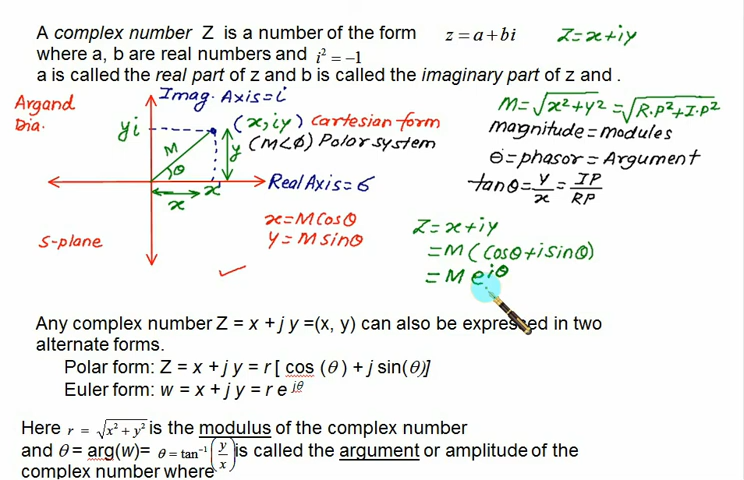 A complex number Z is a number of the form z = a + bi Z = x + iy
where a, b are real numbers and i² = −1
a is called the real part of z and b is called the imaginary part of z and .
Argand
Dia.
Imag. Axis = i
yi
(x, iy) Cartesian form
(M∠θ) Polor system
M
θ
y
x
Real Axis = σ
x
S-plane
x = M Cosθ
y = M sinθ
M = √x²+y² = √R.P²+I.P²
magnitude = modules
θ = phasor = Argument
tanθ = y/x = IP/RP
Z = x + iy
= M (Cosθ + i sinθ)
= M e^iθ
Any complex number Z = x + j y =(x, y) can also be expressed in two
alternate forms.
Polar form: Z = x + j y = r [ cos (θ) + j sin(θ)]
Euler form: w = x + j y = r e^jθ
Here r = √x² + y² is the modulus of the complex number
and θ = arg(w)= θ = tan⁻¹(y/x) is called the argument or amplitude of the
complex number where